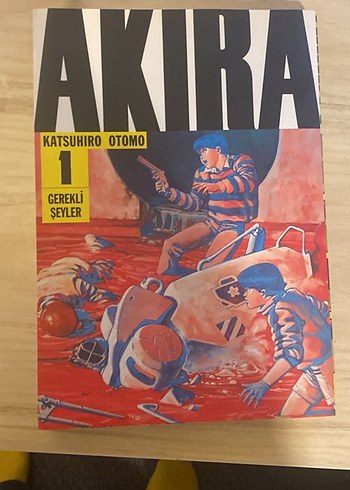 AKIRA
KATSUHIRO OTOMO
1
GEREKLİ
ŞEYLER